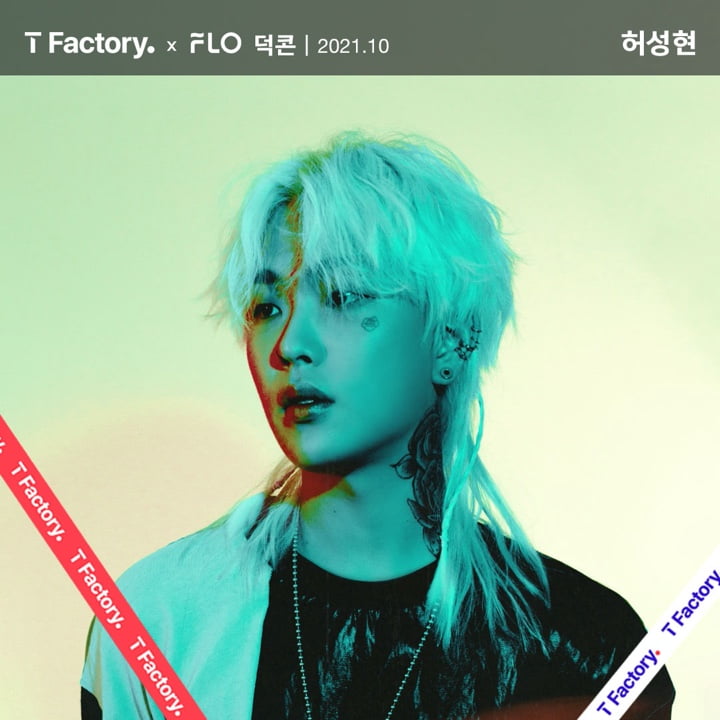 T Factory. x FLO 덕콘 | 2021.10
허성현
y. T Factory. T Factory. T Factory.
T Factory. T Factory